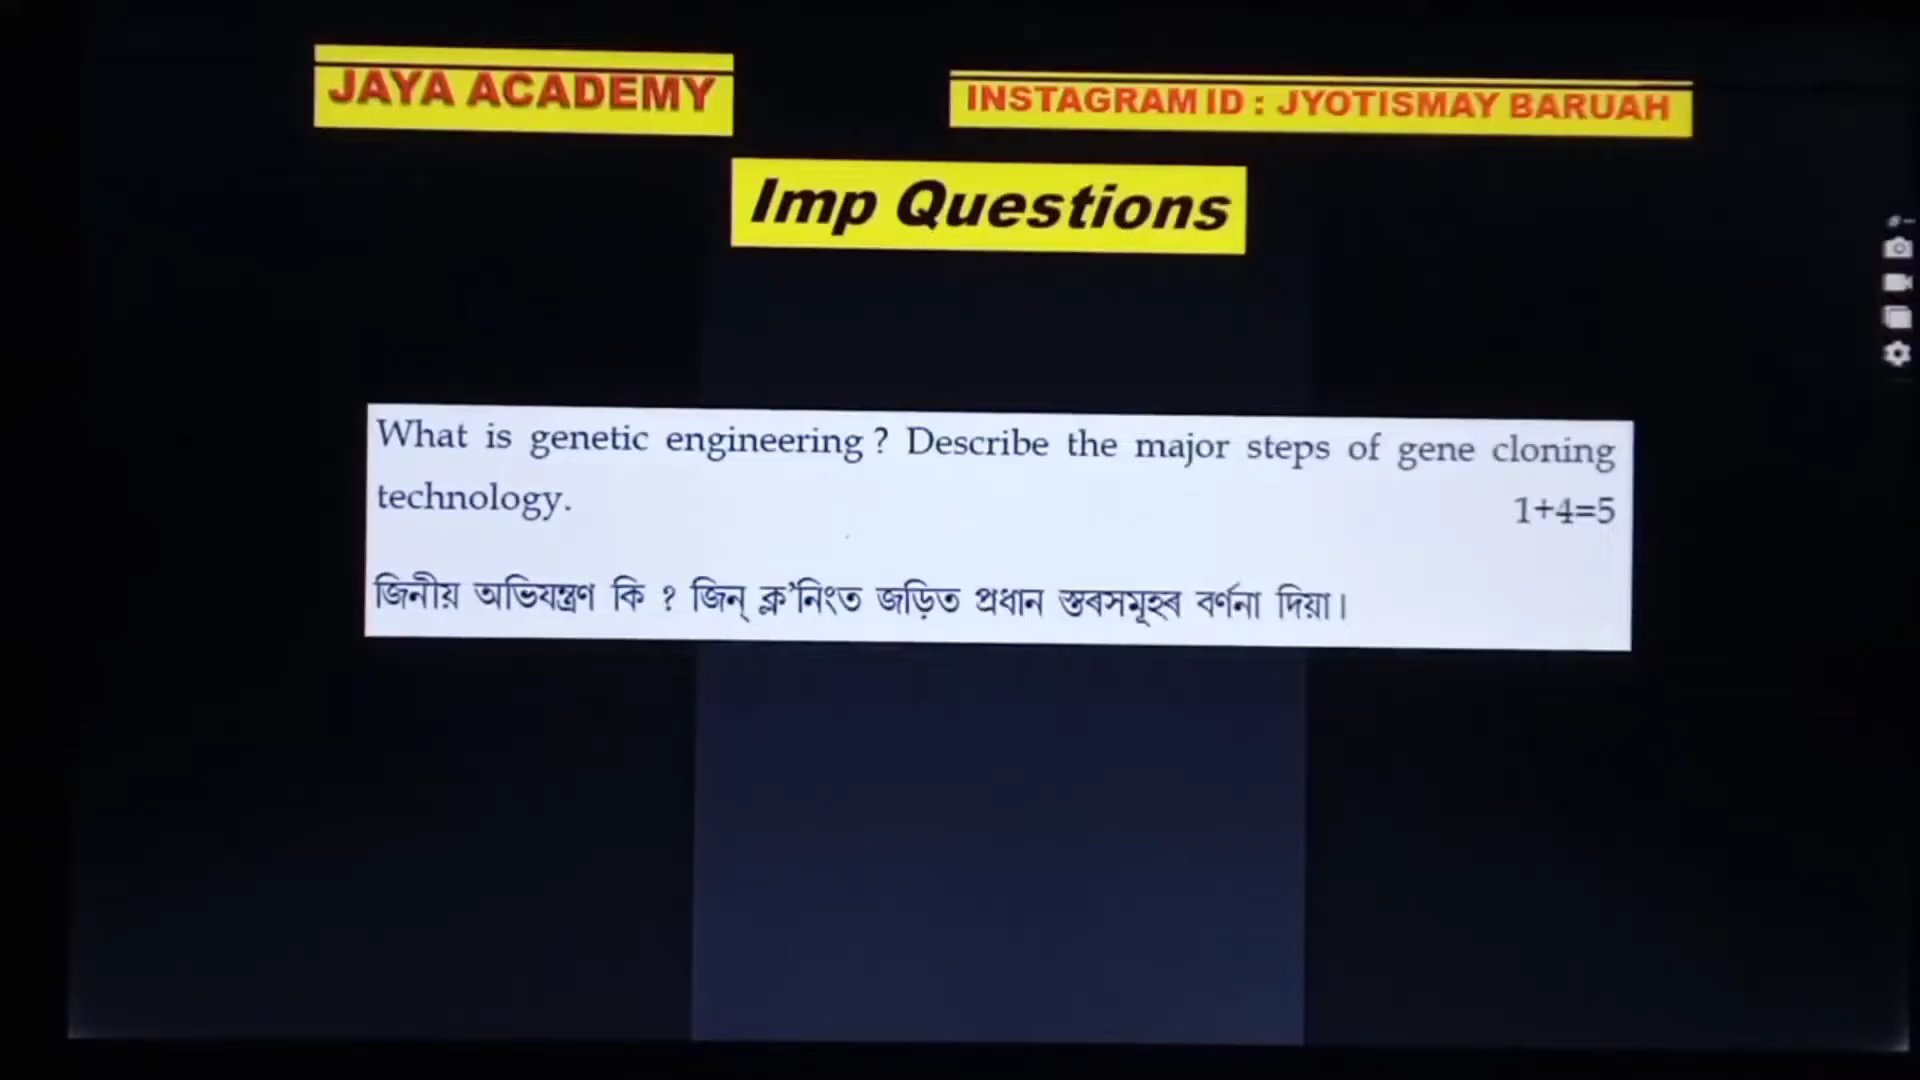 JAYA ACADEMY
INSTAGRAM ID : JYOTISMAY BARUAH
Imp Questions
What is genetic engineering ? Describe the major steps of gene cloning
technology. 1+4=5
জিনীয় অভিযন্ত্ৰণ কি ? জিন্ ক্ল'নিংত জড়িত প্ৰধান স্তৰসমূহৰ বৰ্ণনা দিয়া।